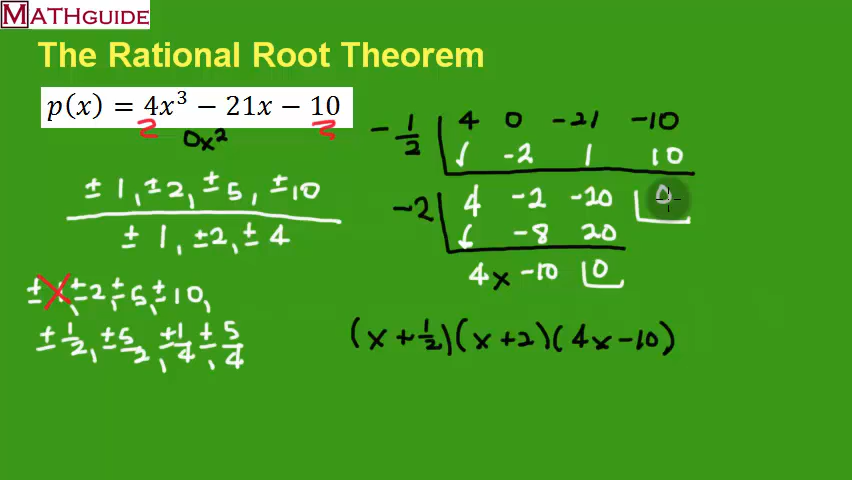 MATHGUIDE
The Rational Root Theorem
p(x) = 4x³ − 21x − 10
0x²
± 1, ±2, ±5, ±10
± 1, ±2, ±4
±1, ±2, ±5, ±10,
±1/2, ±5/2, ±1/4, ±5/4
-1/2 4 0 -21 -10
↓ -2 1 10
-2 4 -2 -20 0
↓ -8 20
4x -10 0
(x + 1/2)(x + 2)(4x − 10)